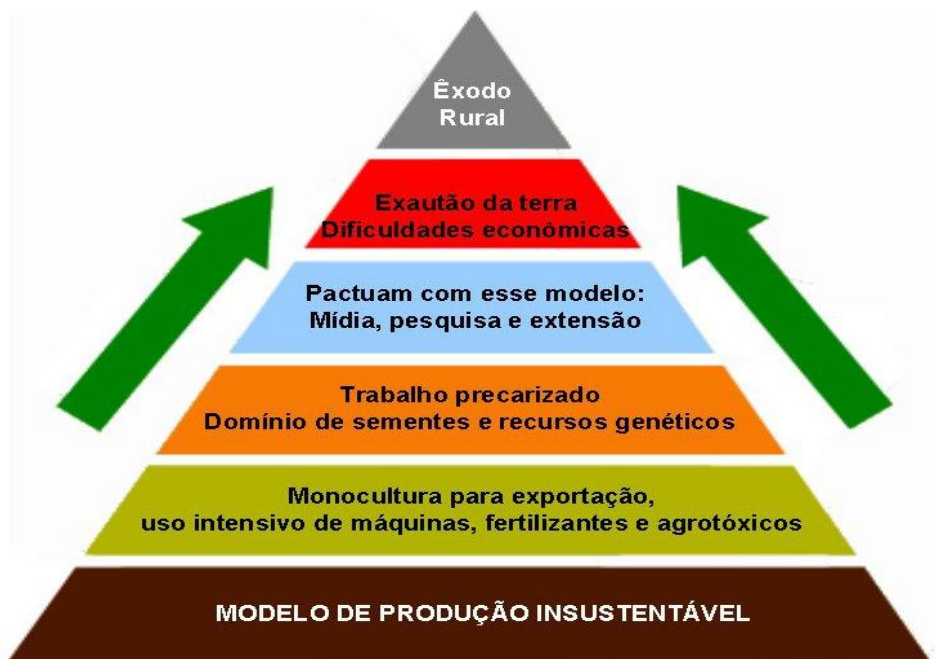 Êxodo
Rural
Exautão da terra
Dificuldades econômicas
Pactuam com esse modelo:
Mídia, pesquisa e extensão
Trabalho precarizado
Domínio de sementes e recursos genéticos
Monocultura para exportação,
uso intensivo de máquinas, fertilizantes e agrotóxicos
MODELO DE PRODUÇÃO INSUSTENTÁVEL